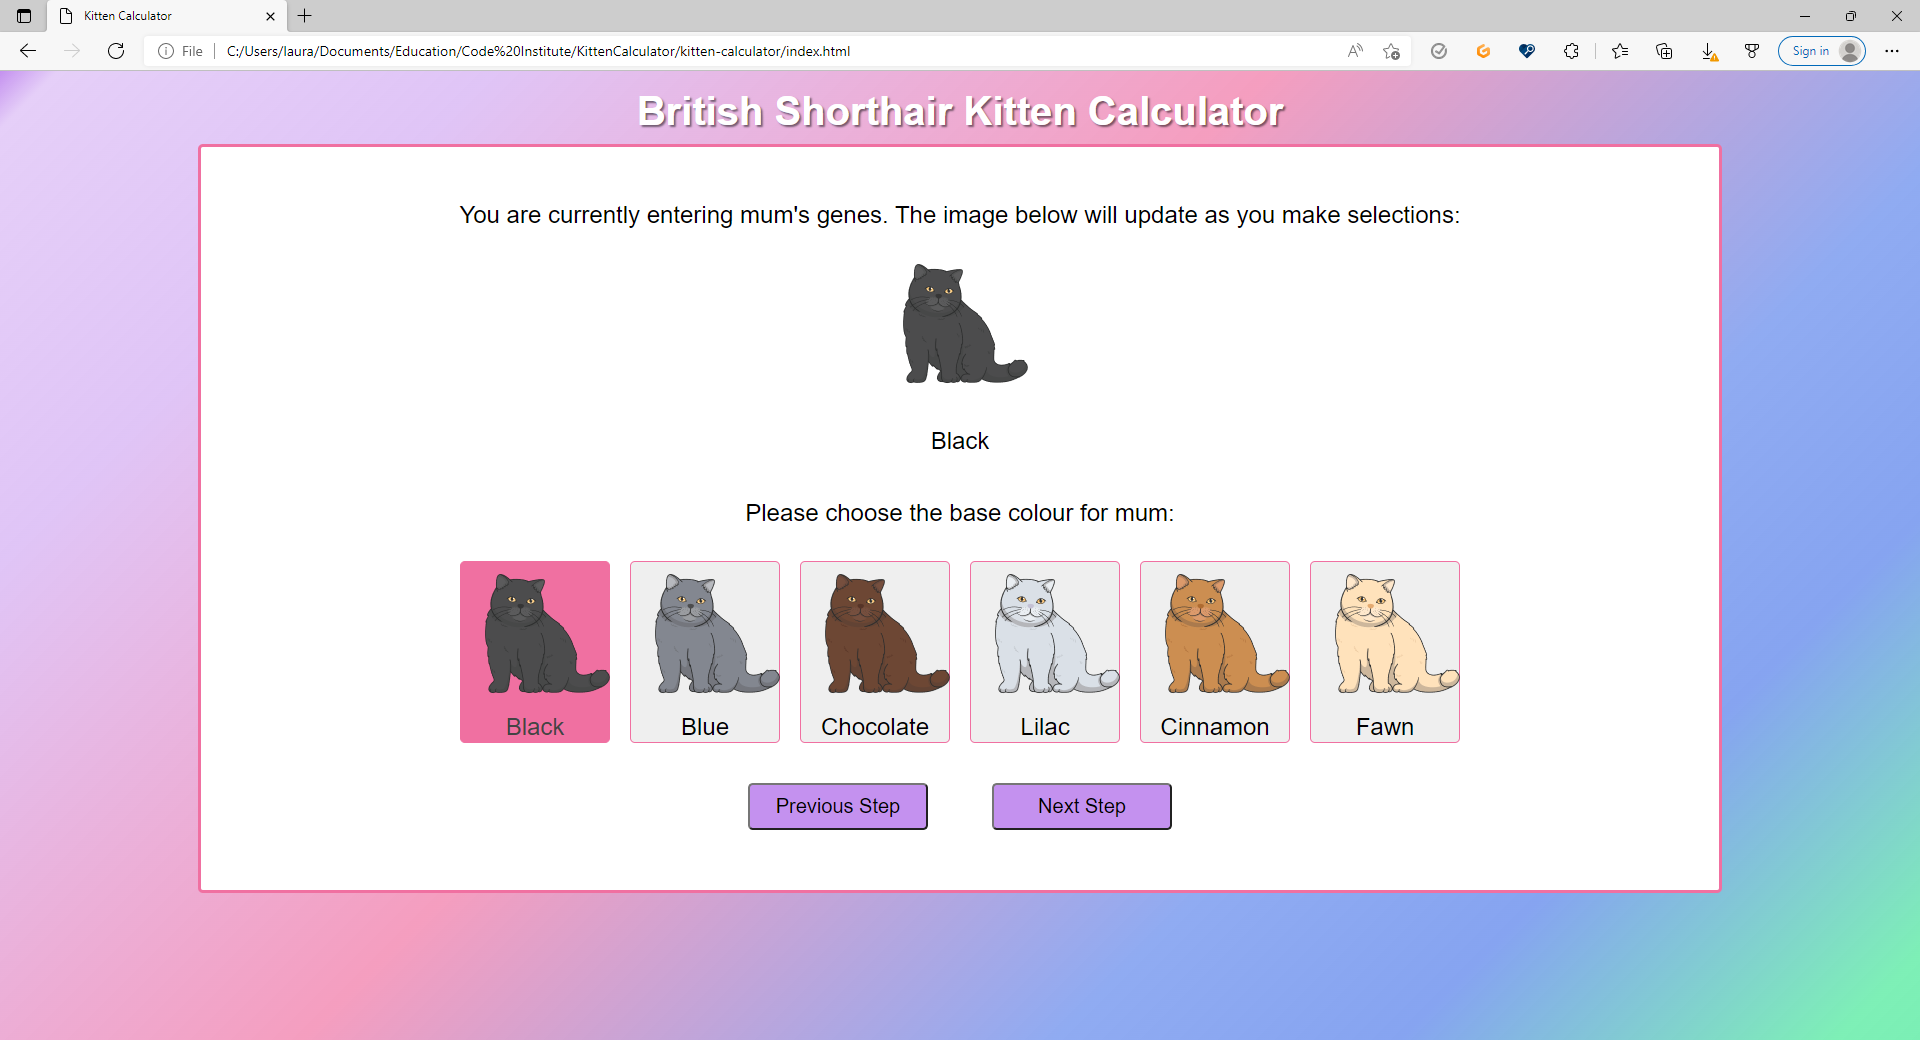 Kitten Calculator
File
C:/Users/laura/Documents/Education/Code%20Institute/KittenCalculator/kitten-calculator/index.html
Sign in
British Shorthair Kitten Calculator
You are currently entering mum's genes. The image below will update as you make selections:
Black
Please choose the base colour for mum:
Black
Blue
Chocolate
Lilac
Cinnamon
Fawn
Previous Step
Next Step